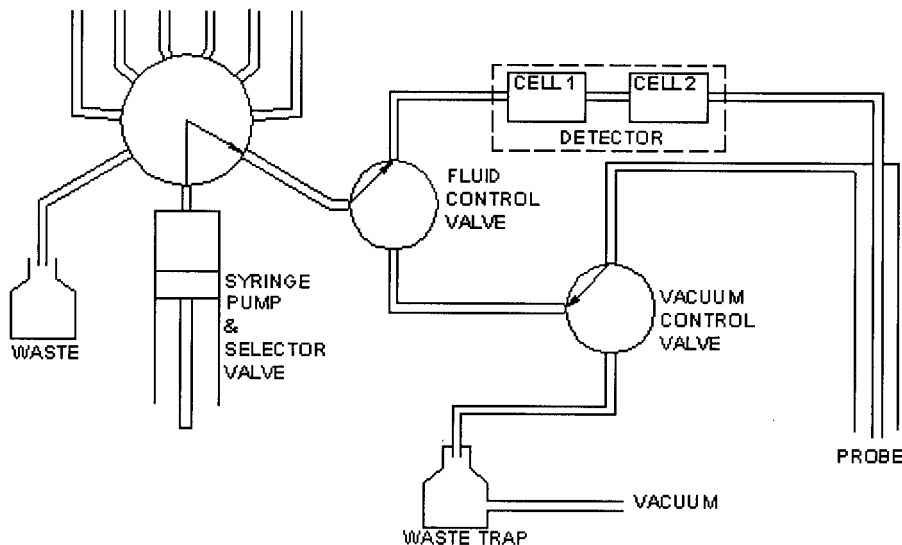 CELL 1
CELL 2
DETECTOR
FLUID
CONTROL
VALVE
SYRINGE
PUMP
&
SELECTOR
VALVE
WASTE
VACUUM
CONTROL
VALVE
PROBE
VACUUM
WASTE TRAP